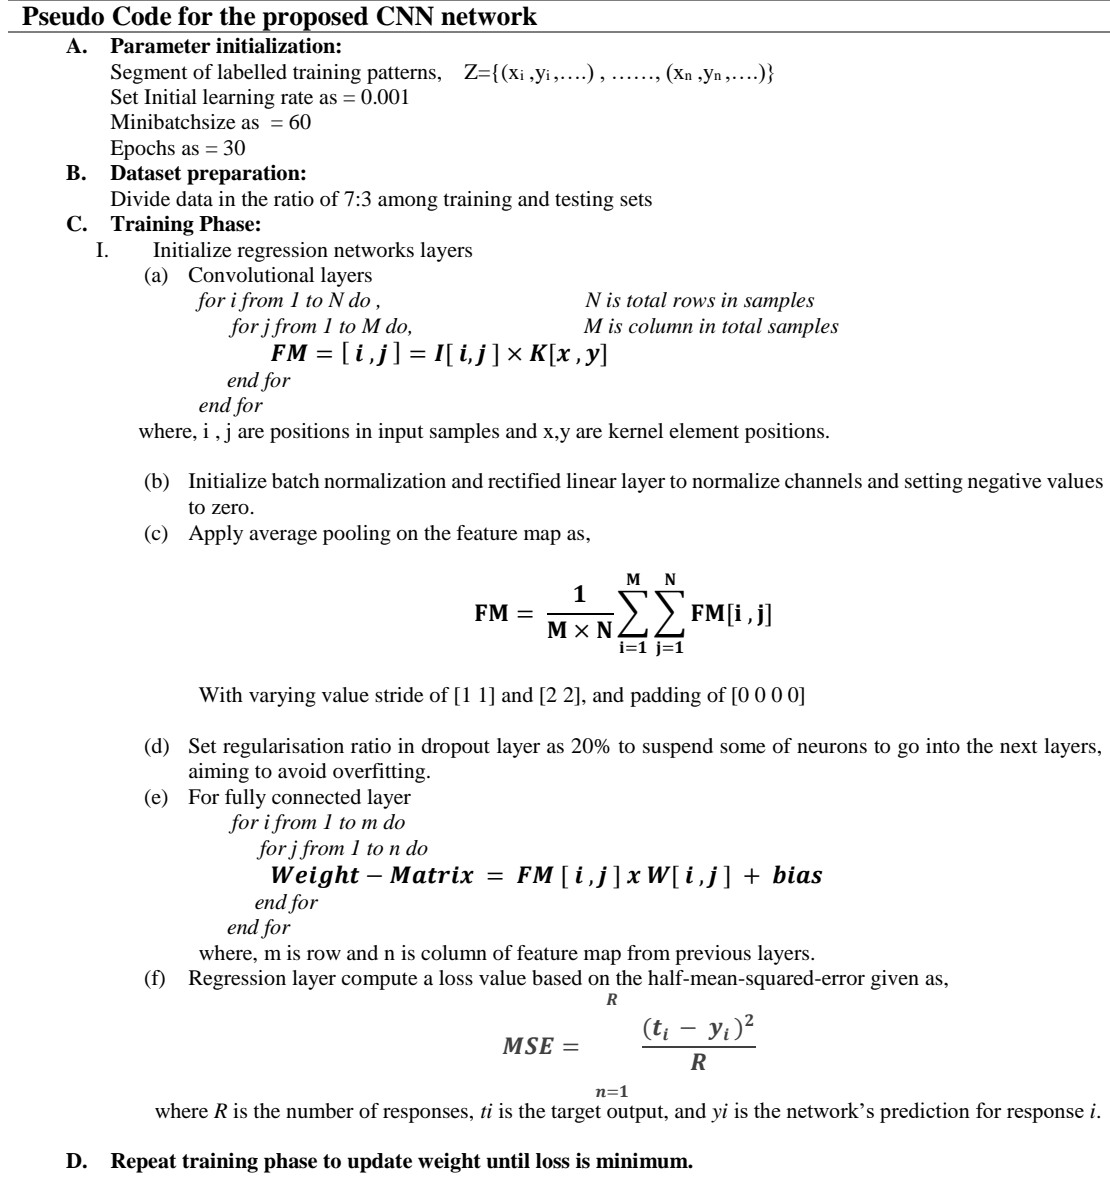 Pseudo Code for the proposed CNN network
A. Parameter initialization:
Segment of labelled training patterns, Z={(xi ,yi ,….) , ……, (xn ,yn ,….)}
Set Initial learning rate as = 0.001
Minibatchsize as = 60
Epochs as = 30
B. Dataset preparation:
Divide data in the ratio of 7:3 among training and testing sets
C. Training Phase:
I. Initialize regression networks layers
(a) Convolutional layers
for i from 1 to N do , N is total rows in samples
for j from 1 to M do, M is column in total samples
FM = [ i , j ] = I[ i, j ] × K[x , y]
end for
end for
where, i , j are positions in input samples and x,y are kernel element positions.
(b) Initialize batch normalization and rectified linear layer to normalize channels and setting negative values
to zero.
(c) Apply average pooling on the feature map as,
FM = 1 / M × N ∑ i=1 M ∑ j=1 N FM[i , j]
With varying value stride of [1 1] and [2 2], and padding of [0 0 0 0]
(d) Set regularisation ratio in dropout layer as 20% to suspend some of neurons to go into the next layers,
aiming to avoid overfitting.
(e) For fully connected layer
for i from 1 to m do
for j from 1 to n do
Weight − Matrix = FM [ i , j ] x W[ i , j ] + bias
end for
end for
where, m is row and n is column of feature map from previous layers.
(f) Regression layer compute a loss value based on the half-mean-squared-error given as,
R
MSE = (ti − yi)² / R
n=1
where R is the number of responses, ti is the target output, and yi is the network’s prediction for response i.
D. Repeat training phase to update weight until loss is minimum.